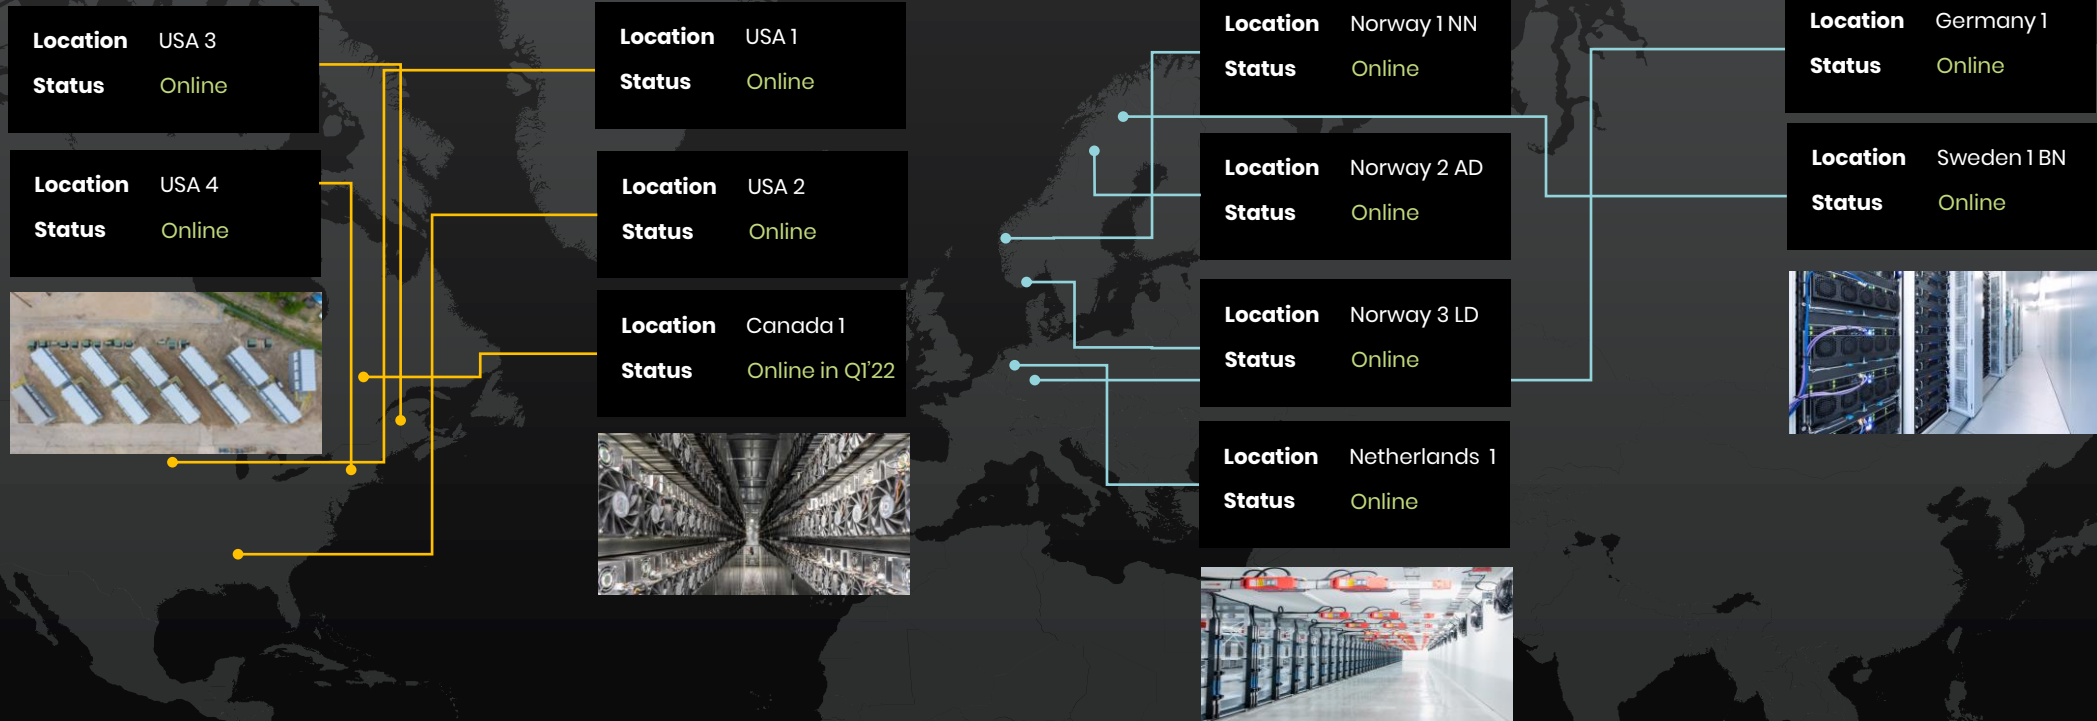 Location USA 3
Status Online
Location USA 4
Status Online
Location USA 1
Status Online
Location USA 2
Status Online
Location Canada 1
Status Online in Q1'22
Location Norway 1 NN
Status Online
Location Norway 2 AD
Status Online
Location Norway 3 LD
Status Online
Location Netherlands 1
Status Online
Location Germany 1
Status Online
Location Sweden 1 BN
Status Online